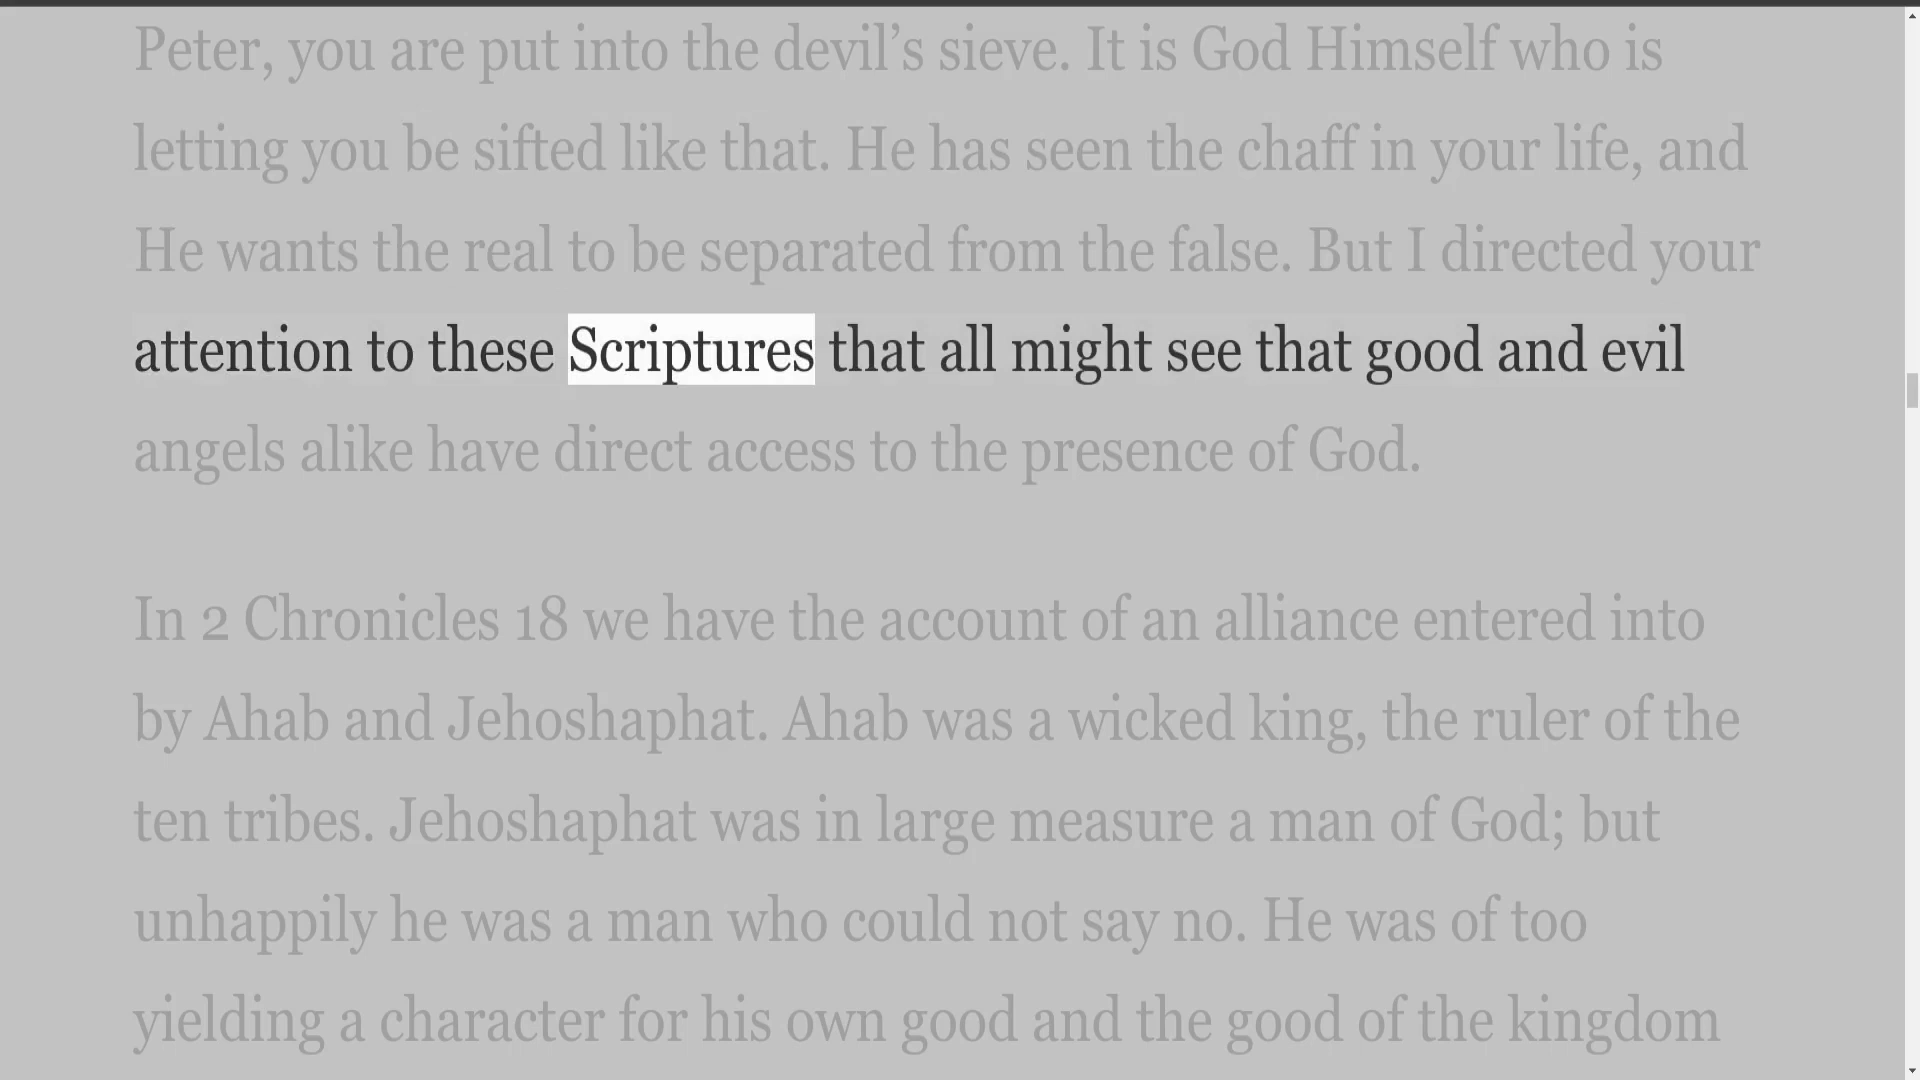 Peter, you are put into the devil’s sieve. It is God Himself who is
letting you be sifted like that. He has seen the chaff in your life, and
He wants the real to be separated from the false. But I directed your
attention to these Scriptures that all might see that good and evil
angels alike have direct access to the presence of God.
In 2 Chronicles 18 we have the account of an alliance entered into
by Ahab and Jehoshaphat. Ahab was a wicked king, the ruler of the
ten tribes. Jehoshaphat was in large measure a man of God; but
unhappily he was a man who could not say no. He was of too
yielding a character for his own good and the good of the kingdom